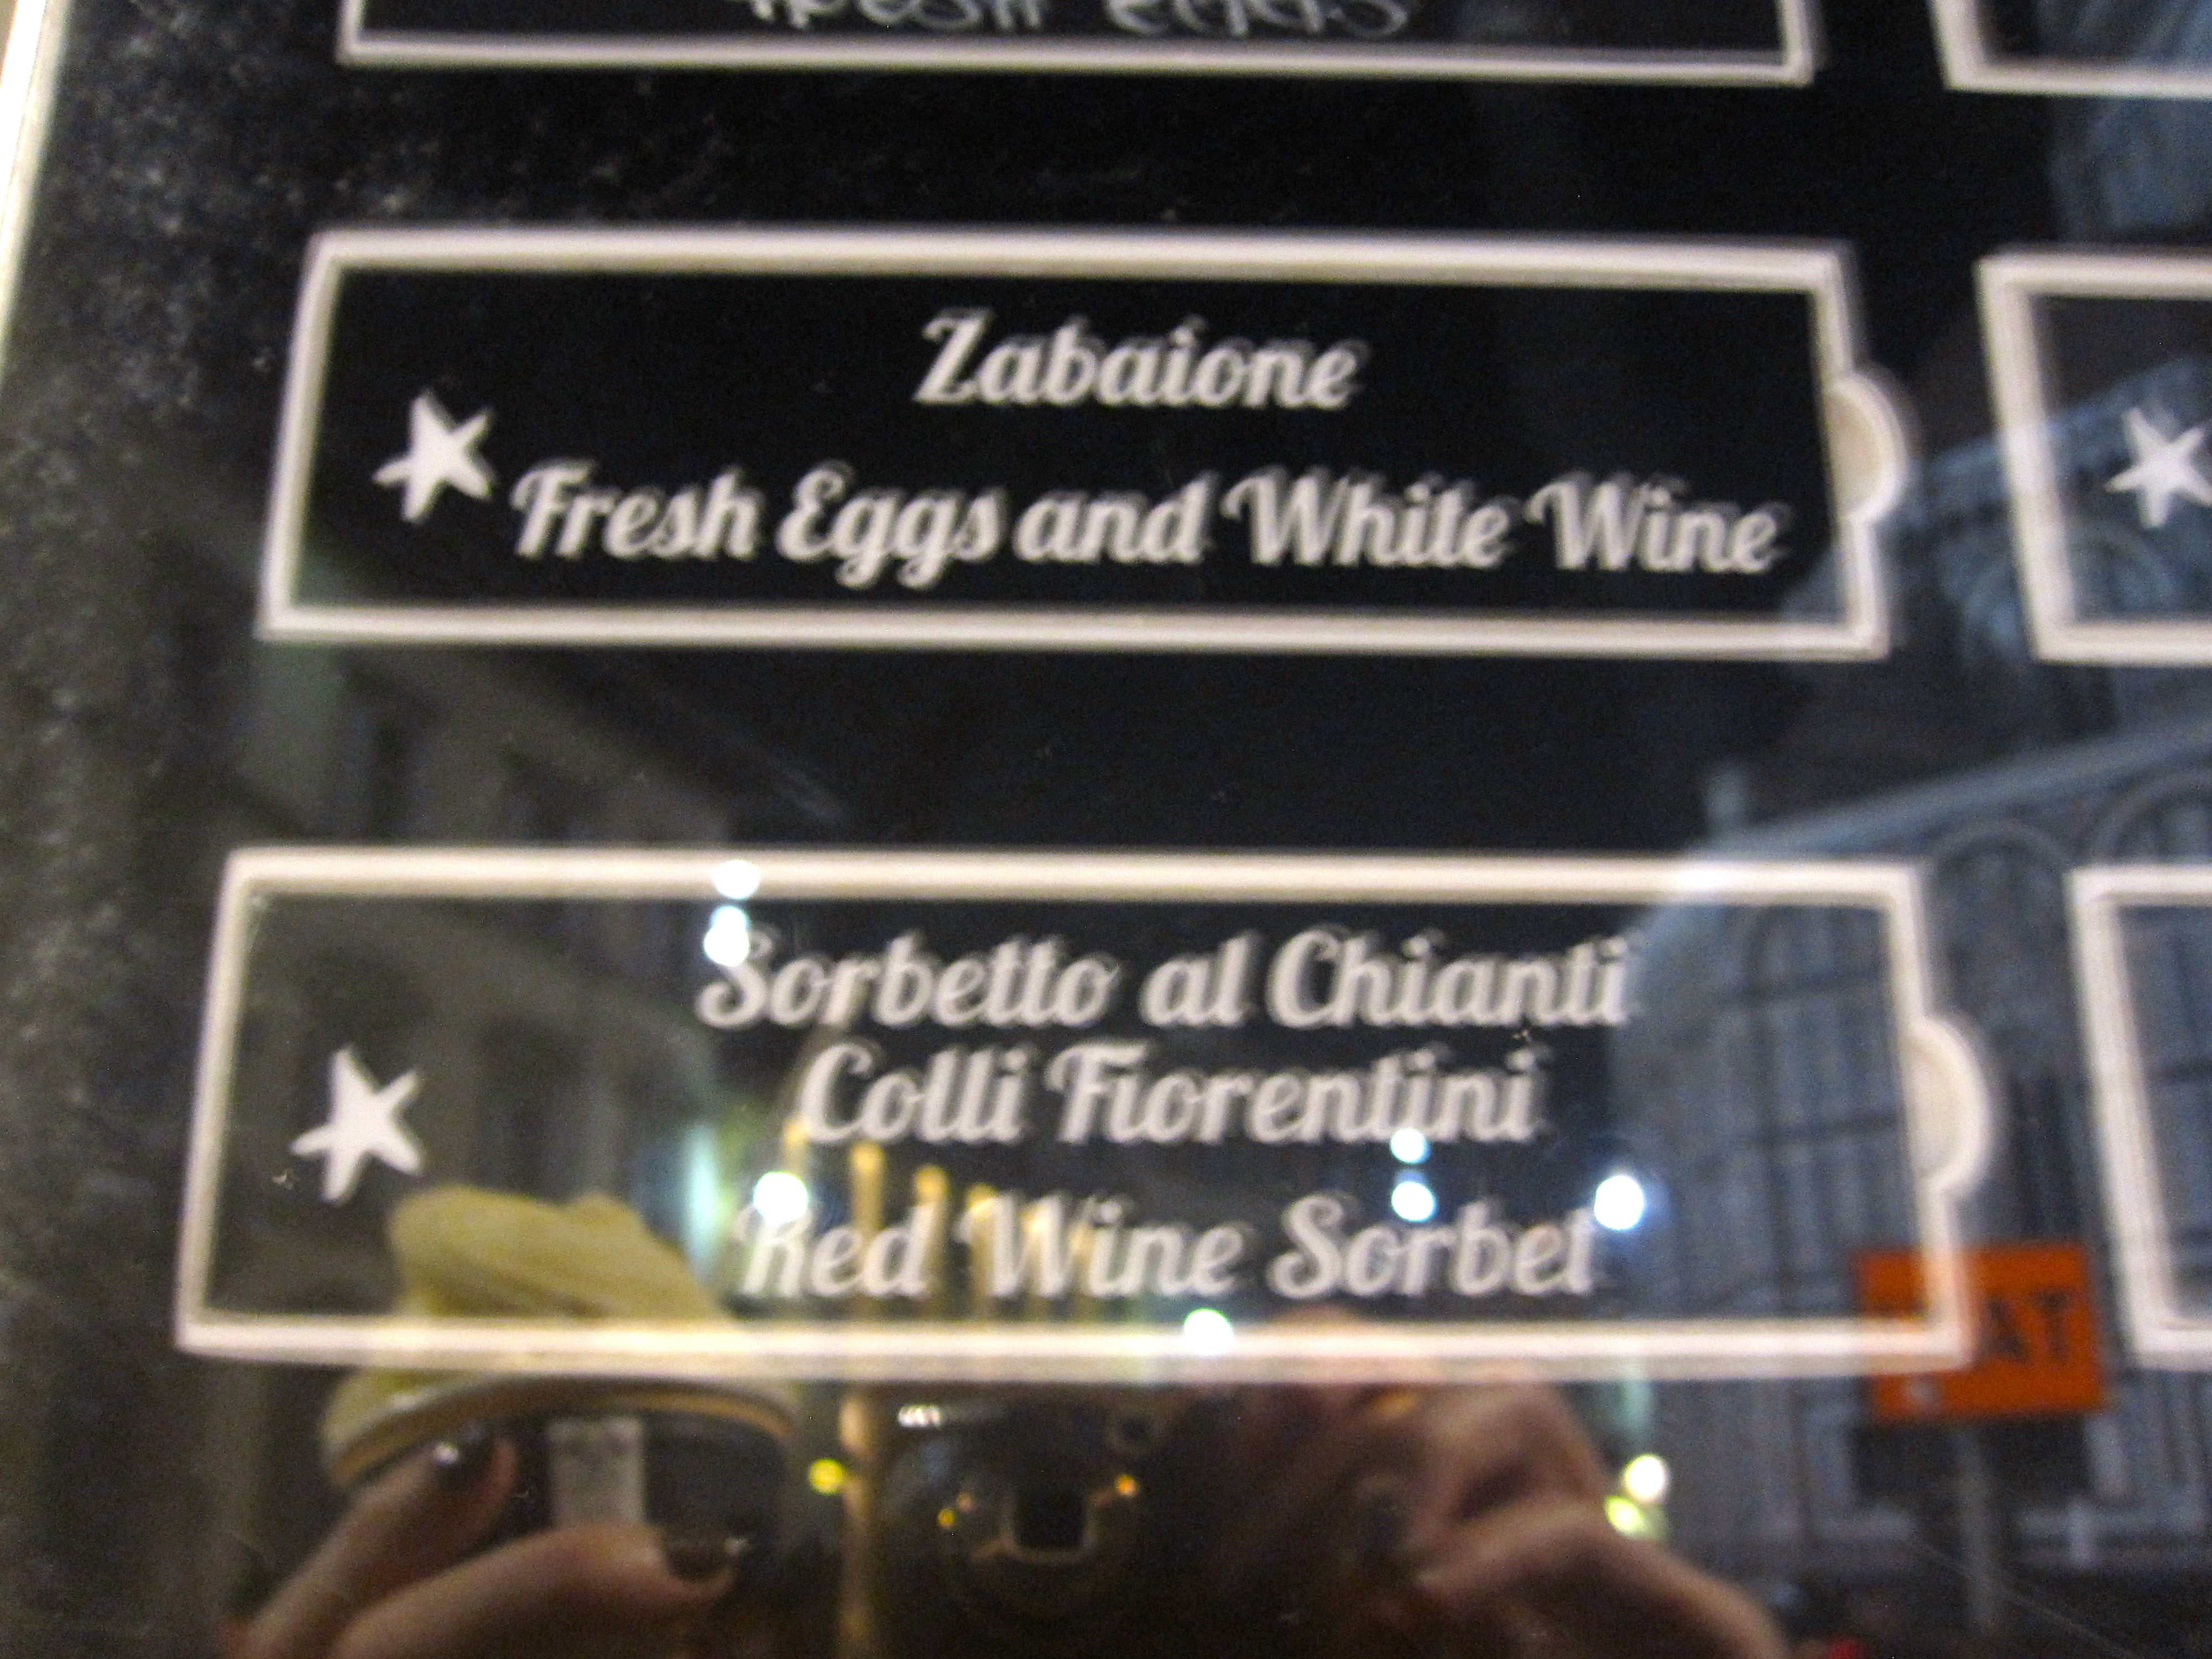 Zabaione
Fresh Eggs and White Wine
Sorbetto al Chianti
Colli Fiorentini
Red Wine Sorbet